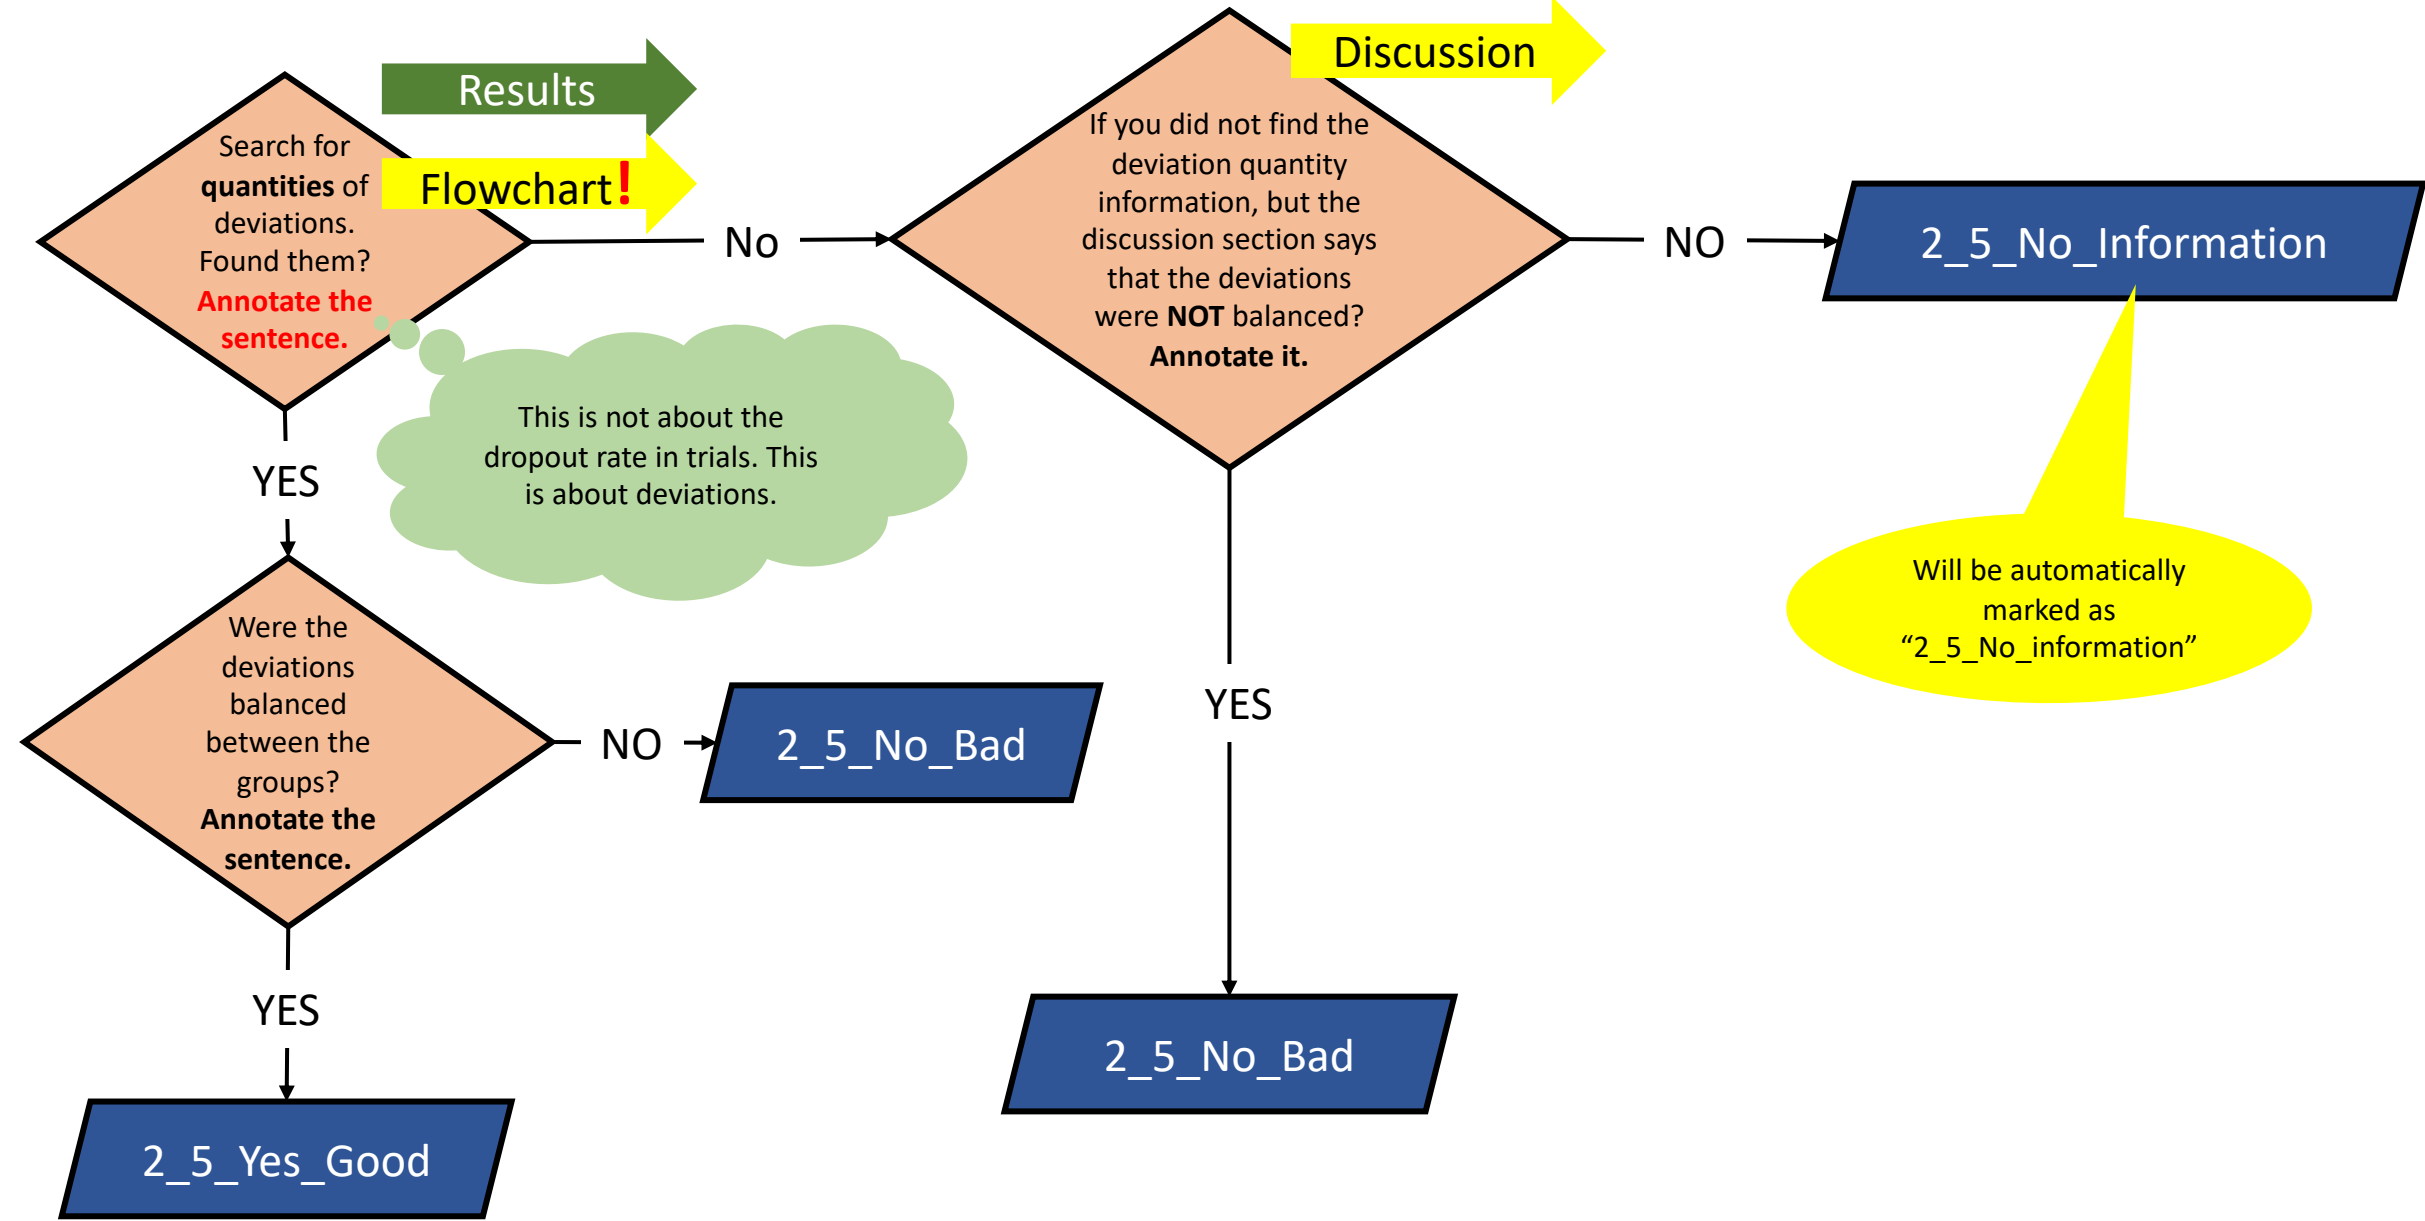 Results
Flowchart!
Search for
quantities of
deviations.
Found them?
Annotate the
sentence.
No
Discussion
If you did not find the
deviation quantity
information, but the
discussion section says
that the deviations
were NOT balanced?
Annotate it.
NO
2_5_No_Information
This is not about the
dropout rate in trials. This
is about deviations.
Will be automatically
marked as
“2_5_No_information”
YES
Were the
deviations
balanced
between the
groups?
Annotate the
sentence.
NO
2_5_No_Bad
YES
2_5_No_Bad
YES
2_5_Yes_Good